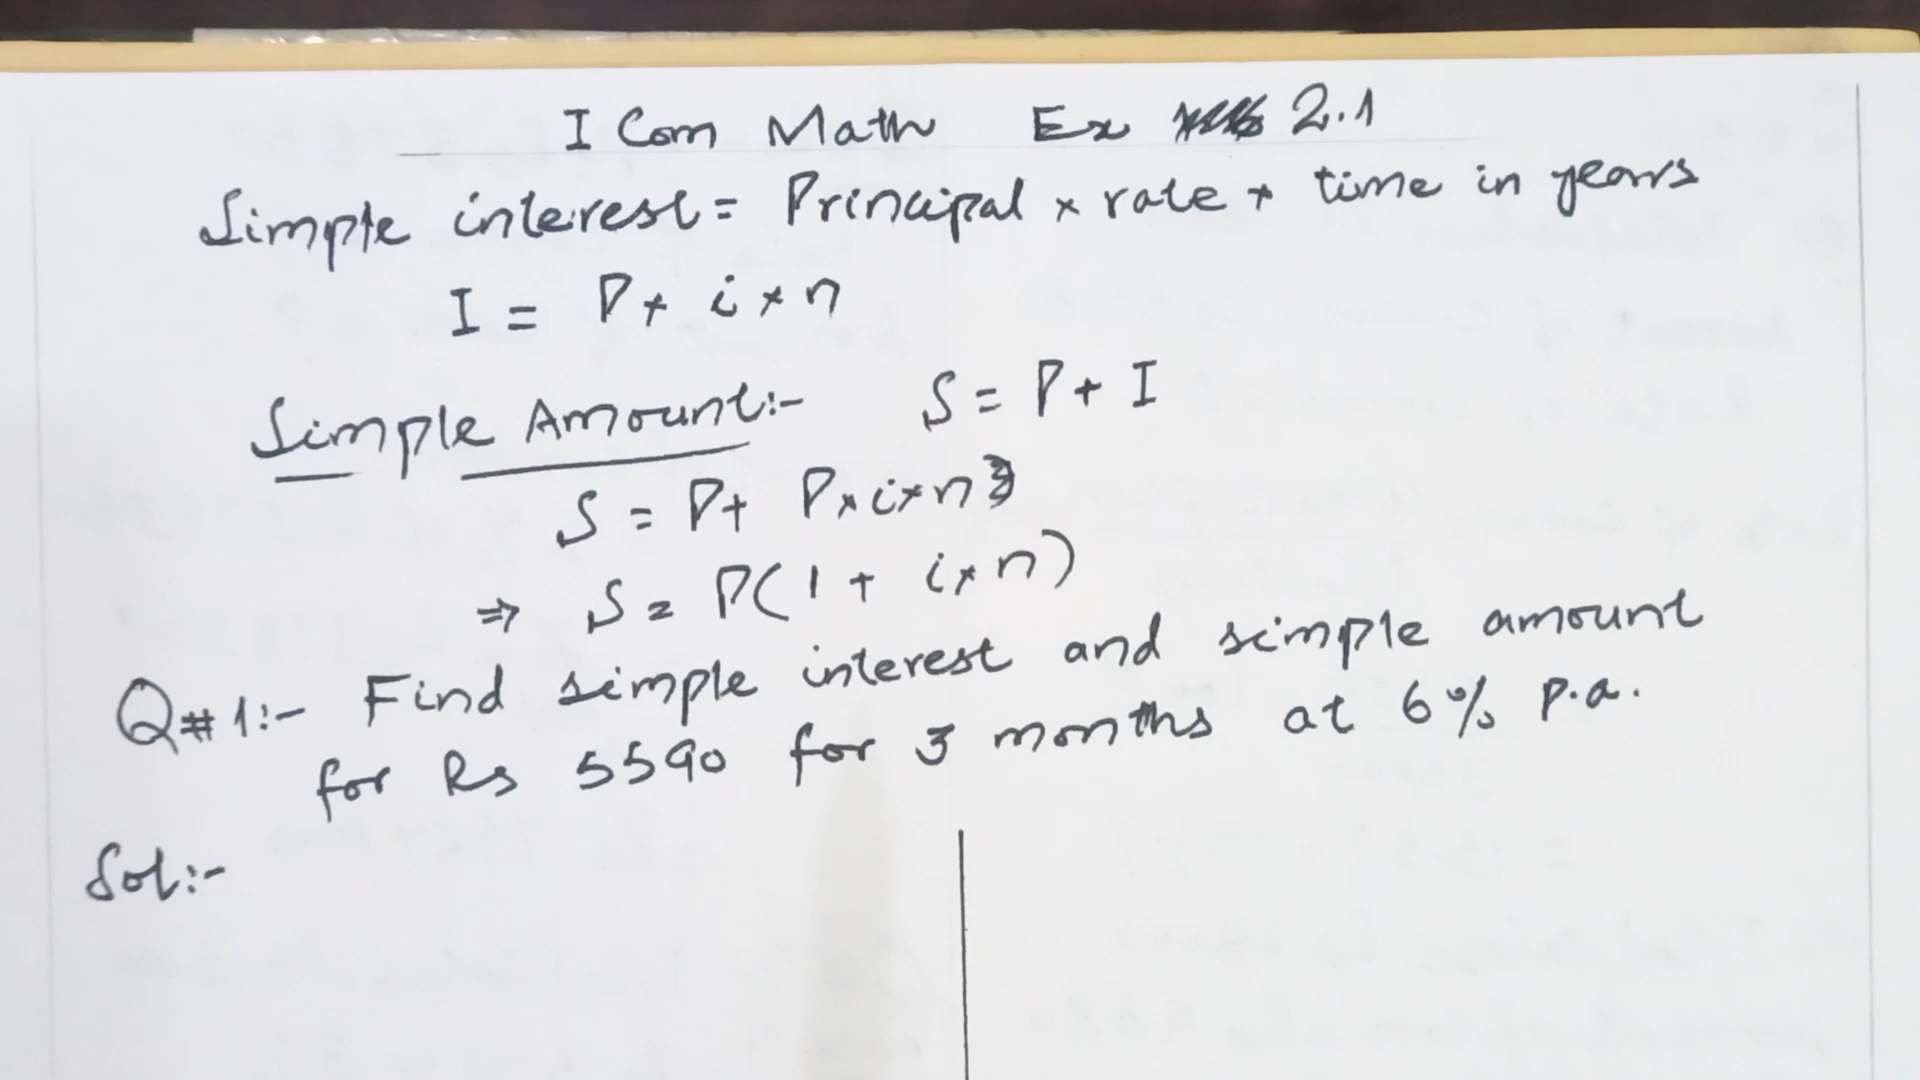 I Com Math Ex 2.1
Simple interest = Principal × rate × time in years
I = P × i × n
Simple Amount:- S = P + I
S = P + P × i × n
⇒ S = P(1 + i × n)
Q#1:- Find simple interest and simple amount
for Rs 5590 for 3 months at 6% p.a.
Sol:-